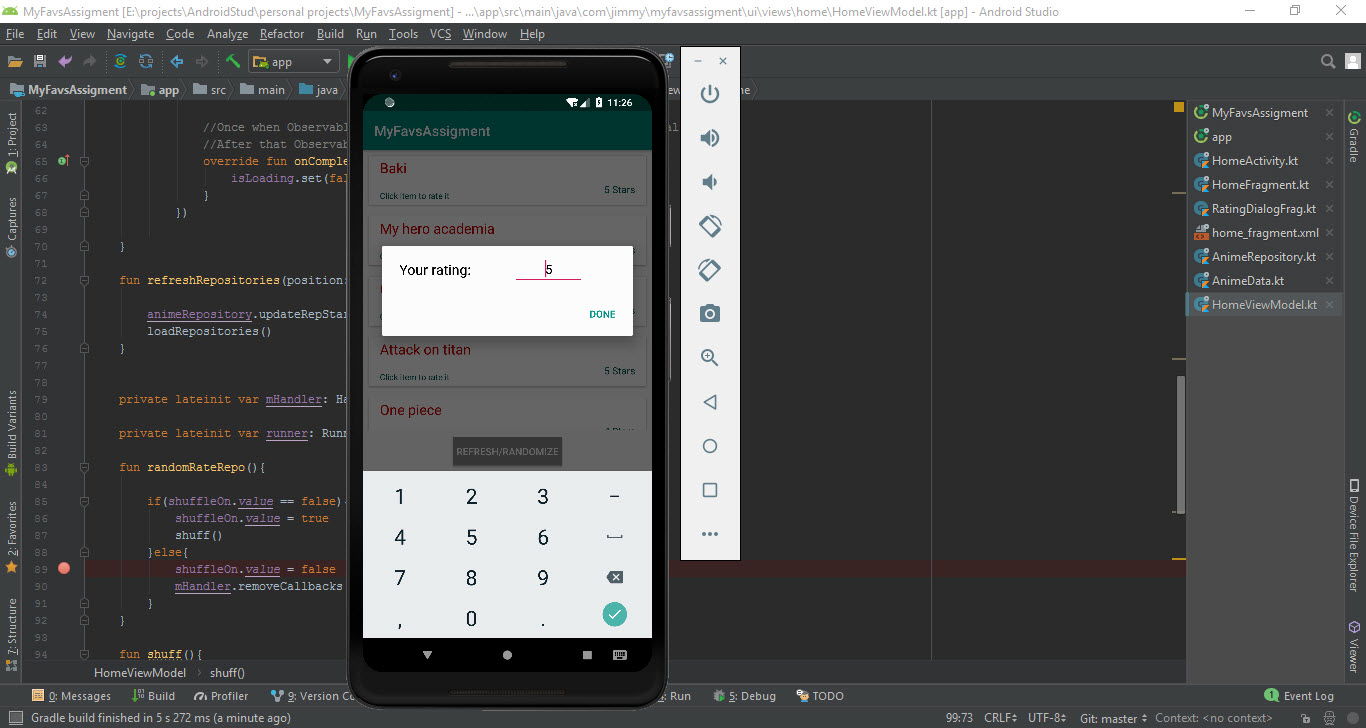 MyFavsAssigment [E:\projects\AndroidStud\personal projects\MyFavsAssigment] - ...\app\src\main\java\com\jimmy\myfavsassigment\ui\views\home\HomeViewModel.kt [app] - Android Studio
File Edit View Navigate Code Analyze Refactor Build Run Tools VCS Window Help
app
MyFavsAssigment app src main java
1: Project
Captures
Build Variants
2: Favorites
7: Structure
62
63 //Once when Observabl
64 //After that Observab
65 override fun onComple
66 isLoading.set(fal
67 }
68 })
69
70 }
71
72 fun refreshRepositories(position:
73
74 animeRepository.updateRepStar
75 loadRepositories()
76 }
77
78
79 private lateinit var mHandler: Ha
80
81 private lateinit var runner: Runn
82
83 fun randomRateRepo(){
84
85 if(shuffleOn.value == false)
86 shuffleOn.value = true
87 shuff()
88 }else{
89 shuffleOn.value = false
90 mHandler.removeCallbacks
91 }
92 }
93
94 fun shuff(){
HomeViewModel shuff()
11:26
MyFavsAssigment
Baki
Click item to rate it 5 Stars
My hero academia
Your rating: 5
DONE
Attack on titan
Click item to rate it 5 Stars
One piece
REFRESH/RANDOMIZE
1 2 3 –
4 5 6
7 8 9
, 0 .
MyFavsAssigment
app
HomeActivity.kt
HomeFragment.kt
RatingDialogFrag.kt
home_fragment.xml
AnimeRepository.kt
AnimeData.kt
HomeViewModel.kt
Gradle
Device File Explorer
Viewer
0: Messages Build Profiler 9: Version Co Run 5: Debug TODO 1 Event Log
Gradle build finished in 5 s 272 ms (a minute ago) 99:73 CRLF UTF-8 Git: master Context: <no context>